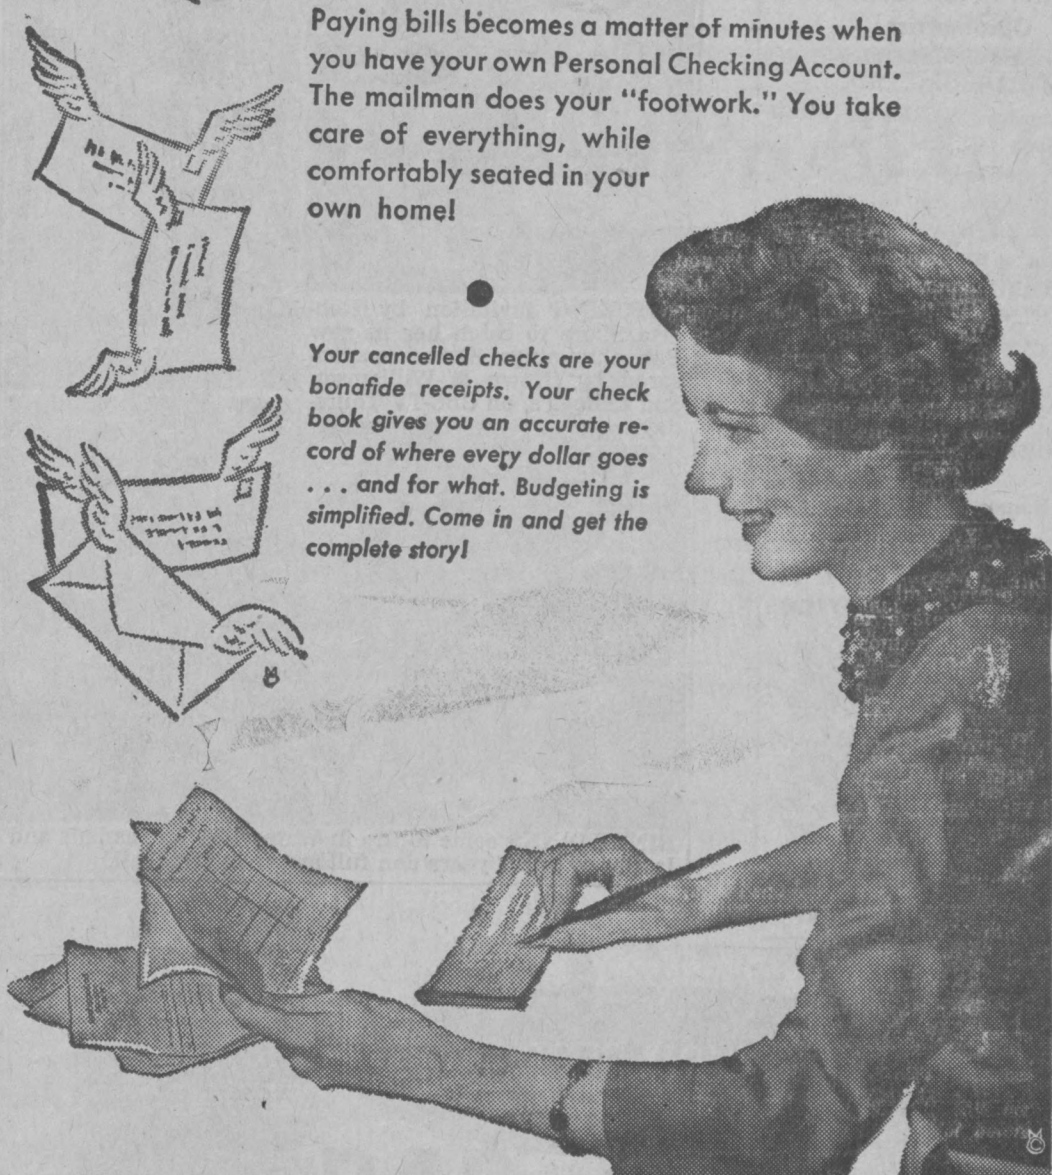 Paying bills becomes a matter of minutes when
you have your own Personal Checking Account.
The mailman does your "footwork." You take
care of everything, while
comfortably seated in your
own home!
Your cancelled checks are your
bonafide receipts. Your check
book gives you an accurate re-
cord of where every dollar goes
. . . and for what. Budgeting is
simplified. Come in and get the
complete story!